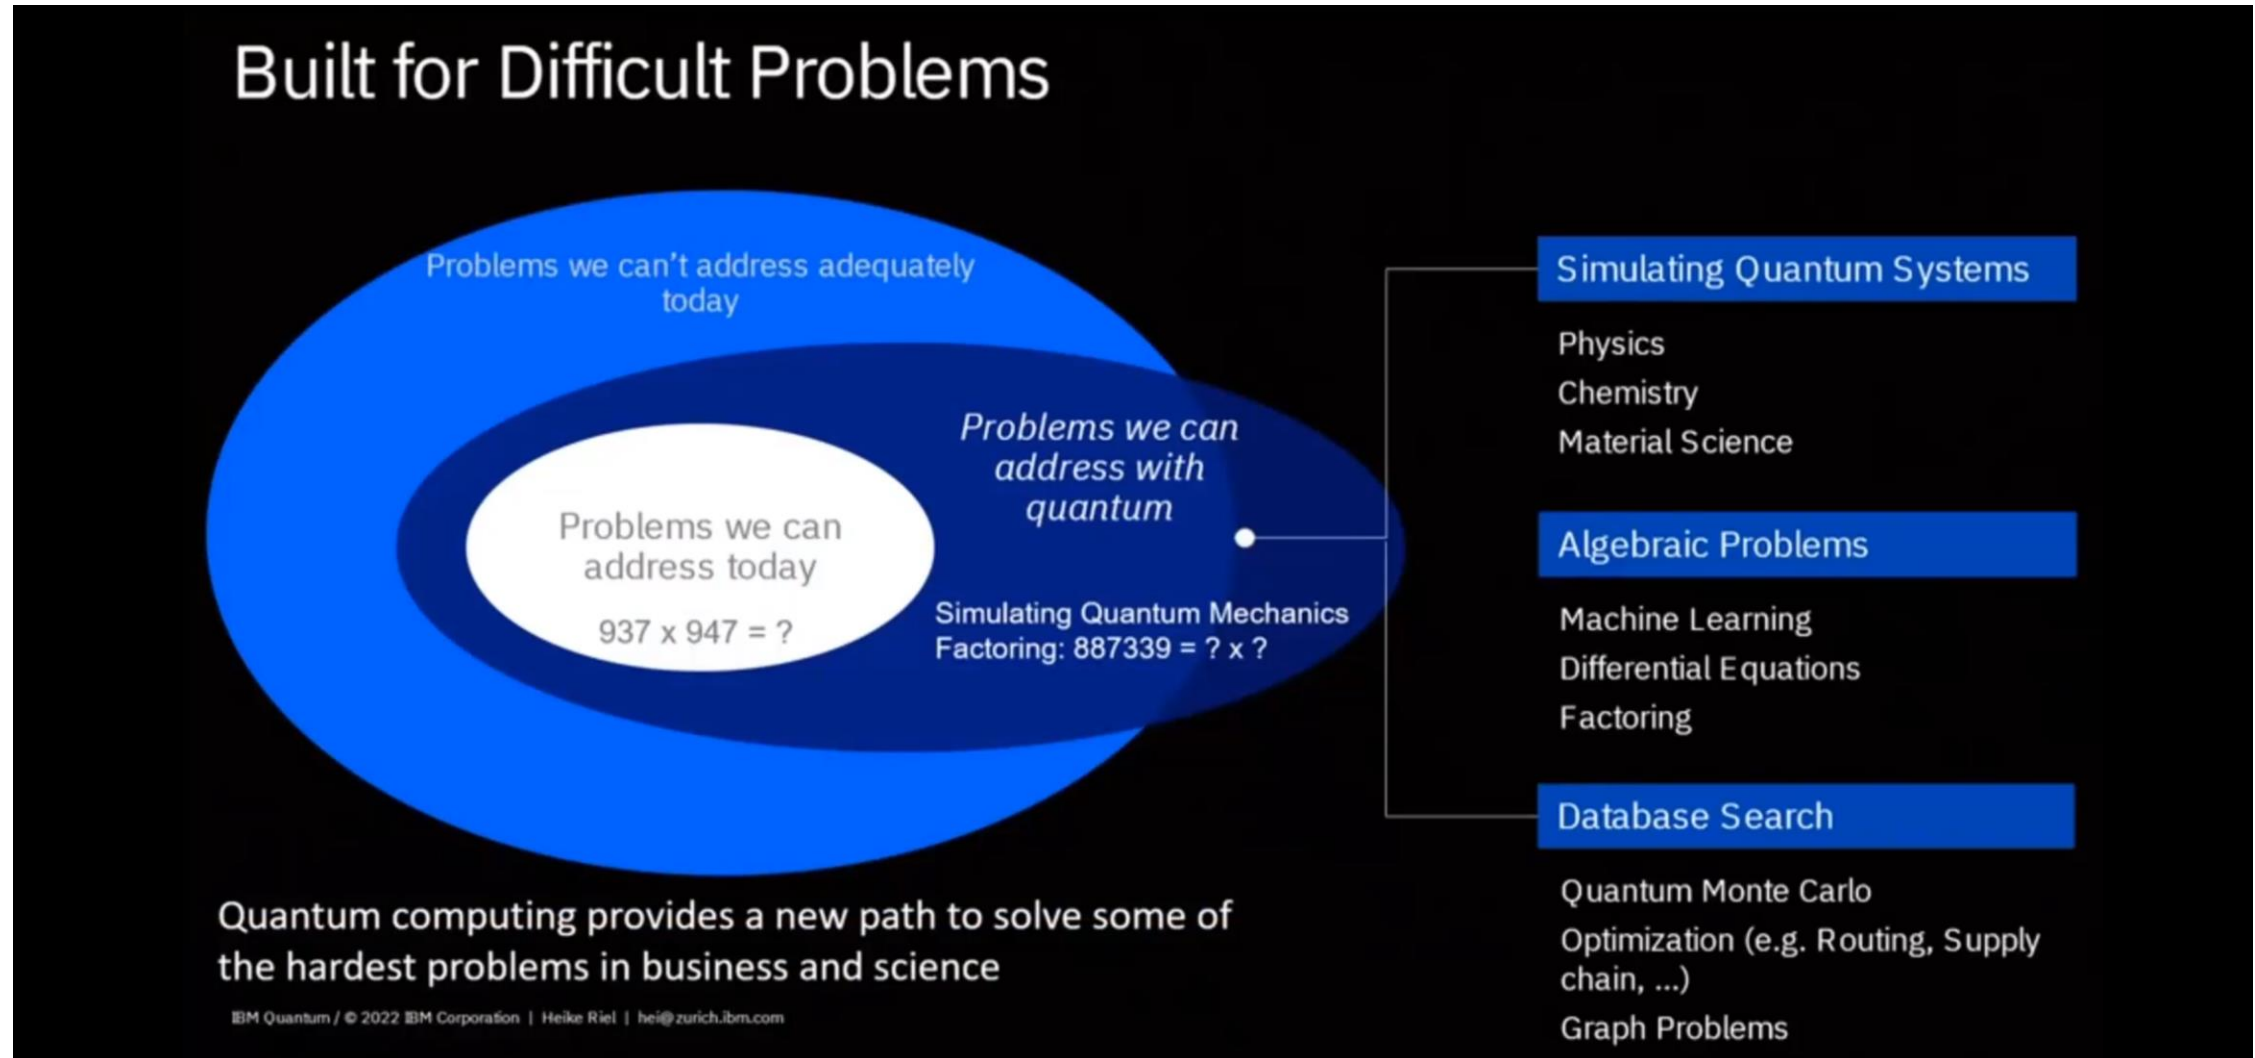 Built for Difficult Problems
Problems we can't address adequately
today
Problems we can
address with
quantum
Problems we can
address today
937 x 947 = ?
Simulating Quantum Mechanics
Factoring: 887339 = ? x ?
Simulating Quantum Systems
Physics
Chemistry
Material Science
Algebraic Problems
Machine Learning
Differential Equations
Factoring
Database Search
Quantum Monte Carlo
Optimization (e.g. Routing, Supply
chain, ...)
Graph Problems
Quantum computing provides a new path to solve some of
the hardest problems in business and science
IBM Quantum / © 2022 IBM Corporation | Heike Riel | hei@zurich.ibm.com